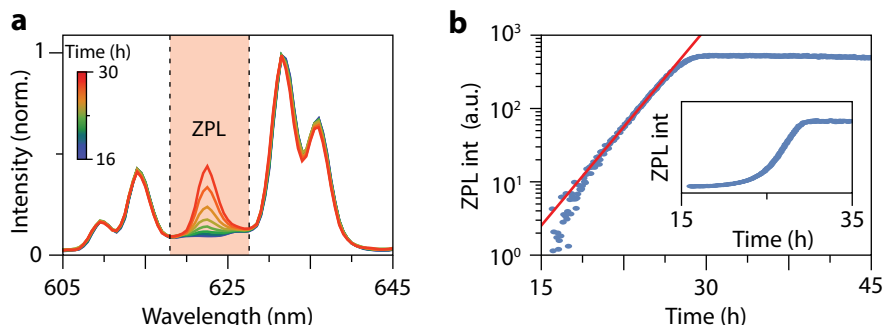 a
Time (h)
30
16
ZPL
1
0
Intensity (norm.)
605
625
645
Wavelength (nm)
b
10³
10²
10¹
10⁰
ZPL int (a.u.)
15
30
45
Time (h)
ZPL int
15
35
Time (h)